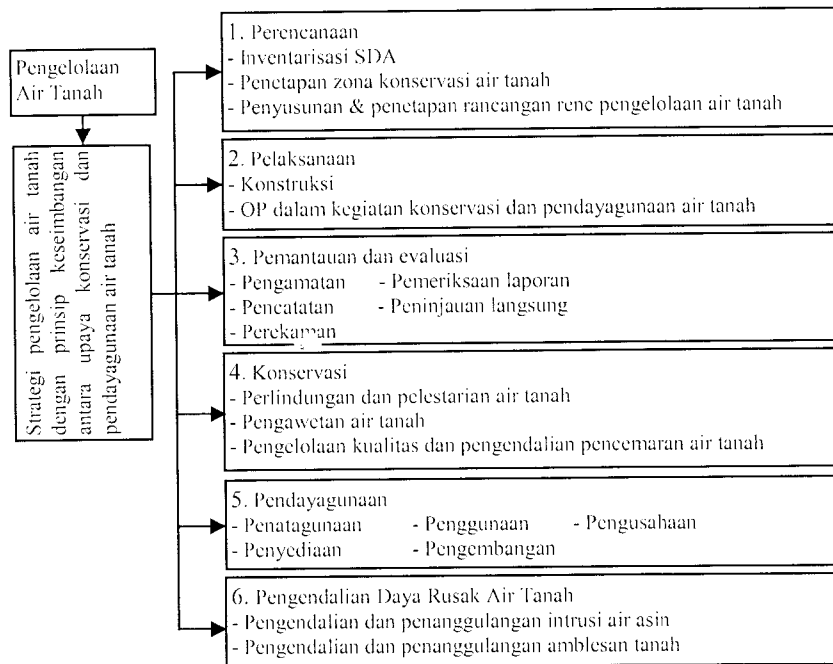 Pengelolaan
Air Tanah
Strategi pengelolaan air tanah
dengan prinsip keseimbangan
antara upaya konservasi dan
pendayagunaan air tanah
1. Perencanaan
- Inventarisasi SDA
- Penetapan zona konservasi air tanah
- Penyusunan & penetapan rancangan renc pengelolaan air tanah
2. Pelaksanaan
- Konstruksi
- OP dalam kegiatan konservasi dan pendayagunaan air tanah
3. Pemantauan dan evaluasi
- Pengamatan - Pemeriksaan laporan
- Pencatatan - Peninjauan langsung
- Perekaman
4. Konservasi
- Perlindungan dan pelestarian air tanah
- Pengawetan air tanah
- Pengelolaan kualitas dan pengendalian pencemaran air tanah
5. Pendayagunaan
- Penatagunaan - Penggunaan - Pengusahaan
- Penyediaan - Pengembangan
6. Pengendalian Daya Rusak Air Tanah
- Pengendalian dan penanggulangan intrusi air asin
- Pengendalian dan penanggulangan amblesan tanah